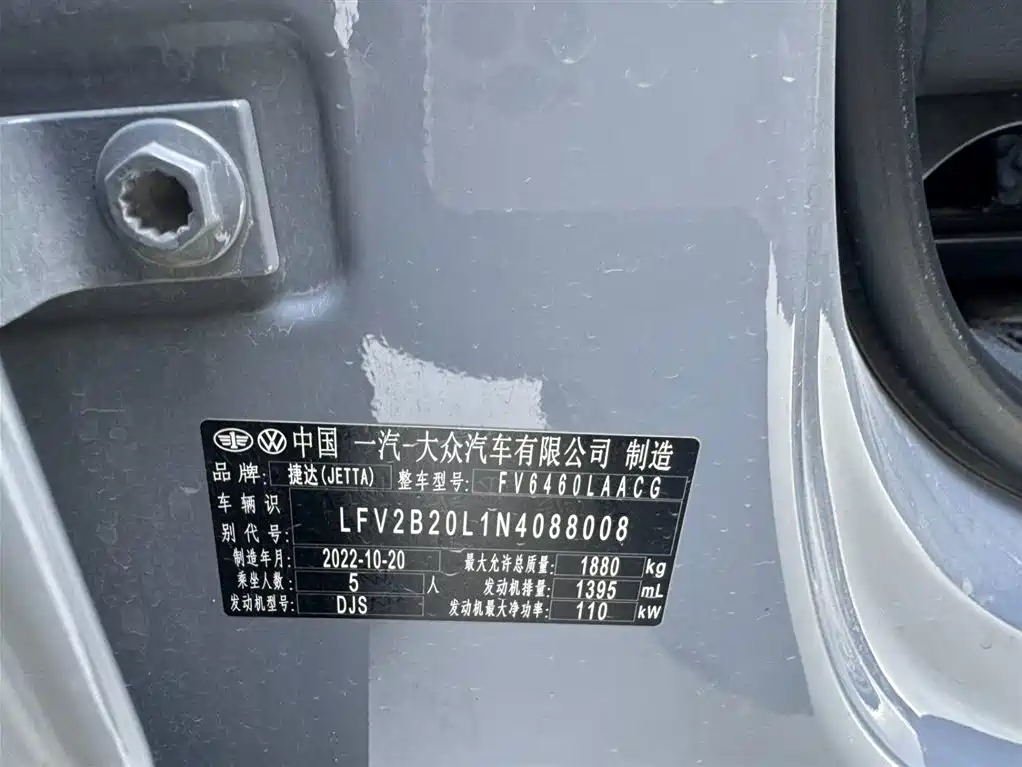 中国 一汽-大众汽车有限公司 制造
品牌: 捷达(JETTA) 整车型号: FV6460LAACG
车辆识别代号: LFV2B20L1N4088008
制造年月: 2022-10-20 最大允许总质量: 1880 kg
乘坐人数: 5 人 发动机排量: 1395 mL
发动机型号: DJS 发动机最大净功率: 110 kW